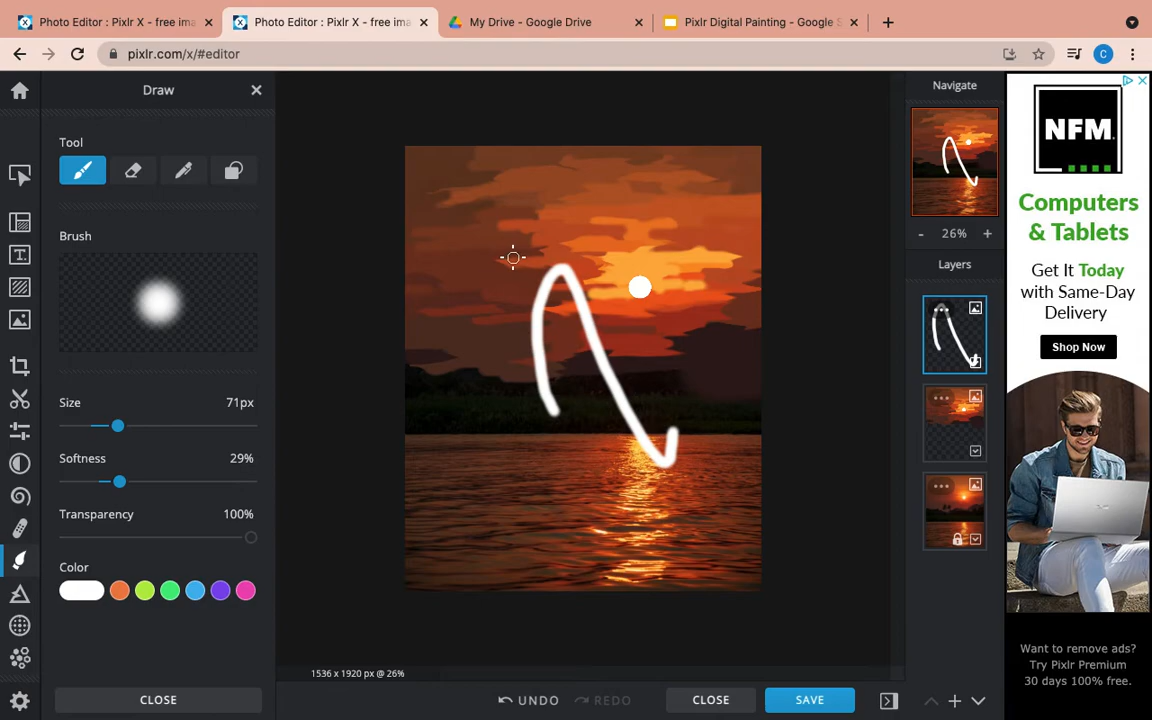 Photo Editor : Pixlr X - free ima
Photo Editor : Pixlr X - free ima
My Drive - Google Drive
Pixlr Digital Painting - Google S
pixlr.com/x/#editor
C
Draw
Tool
Brush
Size 71px
Softness 29%
Transparency 100%
Color
CLOSE
1536 x 1920 px @ 26%
UNDO
REDO
CLOSE
SAVE
Navigate
- 26% +
Layers
NFM
Computers
& Tablets
Get It Today
with Same-Day
Delivery
Shop Now
Want to remove ads?
Try Pixlr Premium
30 days 100% free.